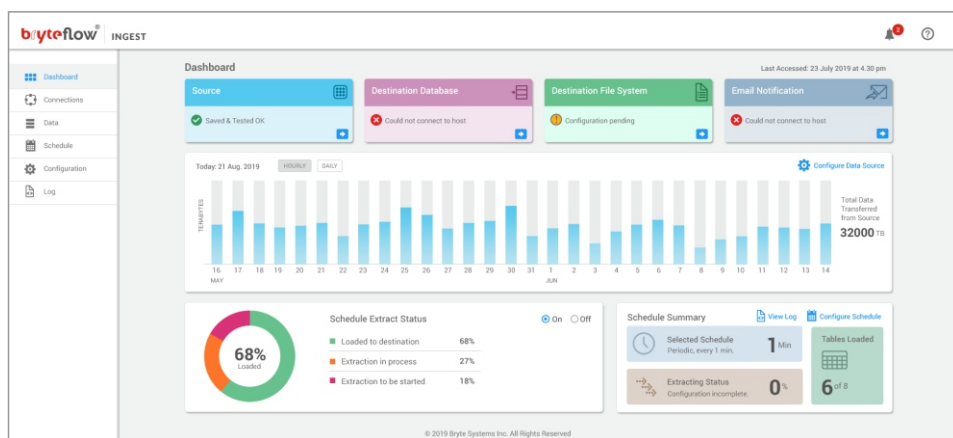 bryteflow® INGEST
2
?
Dashboard
Connections
Data
Schedule
Configuration
Log
Dashboard
Last Accessed: 23 July 2019 at 4.30 pm
Source
Saved & Tested OK
Destination Database
Could not connect to host
Destination File System
Configuration pending
Email Notification
Could not connect to host
Today: 21 Aug. 2019 HOURLY DAILY
Configure Data Source
TERABYTES
16 17 18 19 20 21 22 23 24 25 26 27 28 29 30 31 1 2 3 4 5 6 7 8 9 10 11 12 13 14
MAY JUN
Total Data
Transferred
from Source
32000 TB
68%
Loaded
Schedule Extract Status
On Off
Loaded to destination 68%
Extraction in process 27%
Extraction to be started 18%
Schedule Summary
View Log
Configure Schedule
Selected Schedule
Periodic, every 1 min.
1 Min
Extracting Status
Configuration incomplete.
0%
Tables Loaded
6 of 8
© 2019 Bryte Systems Inc. All Rights Reserved